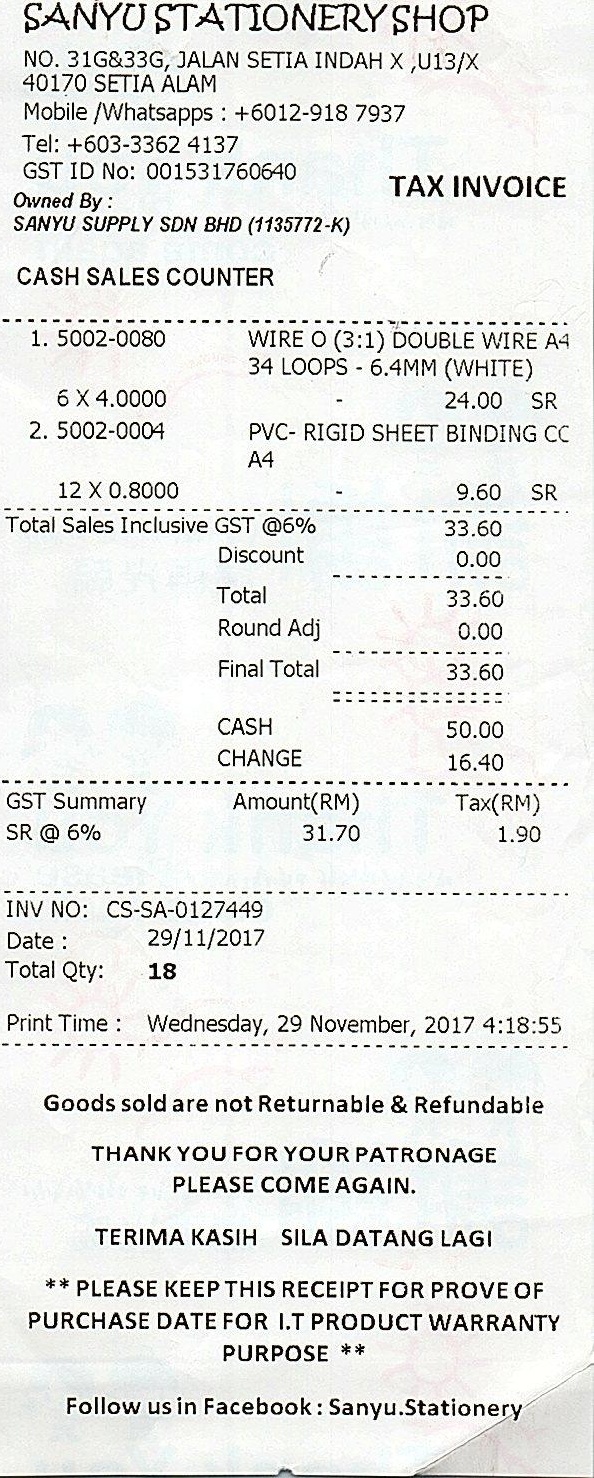 SANYU STATIONERY SHOP
NO. 31G&33G, JALAN SETIA INDAH X ,U13/X
40170 SETIA ALAM
Mobile /Whatsapps : +6012-918 7937
Tel: +603-3362 4137
GST ID No: 001531760640
TAX INVOICE
Owned By :
SANYU SUPPLY SDN BHD (1135772-K)
CASH SALES COUNTER
1. 5002-0080 WIRE O (3:1) DOUBLE WIRE A4
34 LOOPS - 6.4MM (WHITE)
6 X 4.0000 - 24.00 SR
2. 5002-0004 PVC- RIGID SHEET BINDING CC
A4
12 X 0.8000 - 9.60 SR
Total Sales Inclusive GST @6% 33.60
Discount 0.00
Total 33.60
Round Adj 0.00
Final Total 33.60
CASH 50.00
CHANGE 16.40
GST Summary Amount(RM) Tax(RM)
SR @ 6% 31.70 1.90
INV NO: CS-SA-0127449
Date : 29/11/2017
Total Qty: 18
Print Time : Wednesday, 29 November, 2017 4:18:55
Goods sold are not Returnable & Refundable
THANK YOU FOR YOUR PATRONAGE
PLEASE COME AGAIN.
TERIMA KASIH SILA DATANG LAGI
** PLEASE KEEP THIS RECEIPT FOR PROVE OF
PURCHASE DATE FOR I.T PRODUCT WARRANTY
PURPOSE **
Follow us in Facebook : Sanyu.Stationery